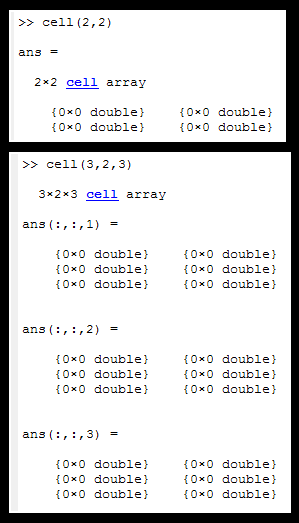 >> cell(2,2)
ans =
2×2 cell array
{0×0 double} {0×0 double}
{0×0 double} {0×0 double}
>> cell(3,2,3)
3×2×3 cell array
ans(:,:,1) =
{0×0 double} {0×0 double}
{0×0 double} {0×0 double}
{0×0 double} {0×0 double}
ans(:,:,2) =
{0×0 double} {0×0 double}
{0×0 double} {0×0 double}
{0×0 double} {0×0 double}
ans(:,:,3) =
{0×0 double} {0×0 double}
{0×0 double} {0×0 double}
{0×0 double} {0×0 double}